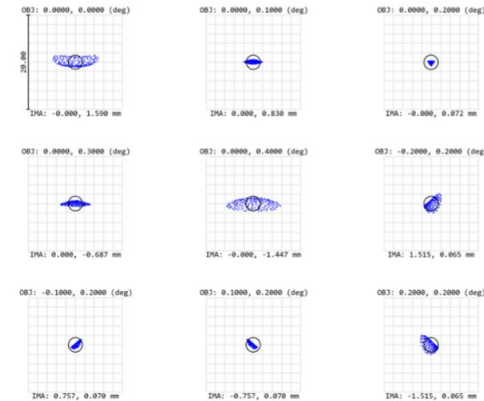 OBJ: 0.0000, 0.0000 (deg)
OBJ: 0.0000, 0.1000 (deg)
OBJ: 0.0000, 0.2000 (deg)
20.00
IMA: -0.000, 1.590 mm
IMA: 0.000, 0.830 mm
IMA: -0.000, 0.072 mm
OBJ: 0.0000, 0.3000 (deg)
OBJ: 0.0000, 0.4000 (deg)
OBJ: -0.2000, 0.2000 (deg)
IMA: 0.000, -0.687 mm
IMA: -0.000, -1.447 mm
IMA: 1.515, 0.065 mm
OBJ: -0.1000, 0.2000 (deg)
OBJ: 0.1000, 0.2000 (deg)
OBJ: 0.2000, 0.2000 (deg)
IMA: 0.757, 0.070 mm
IMA: -0.757, 0.070 mm
IMA: -1.515, 0.065 mm